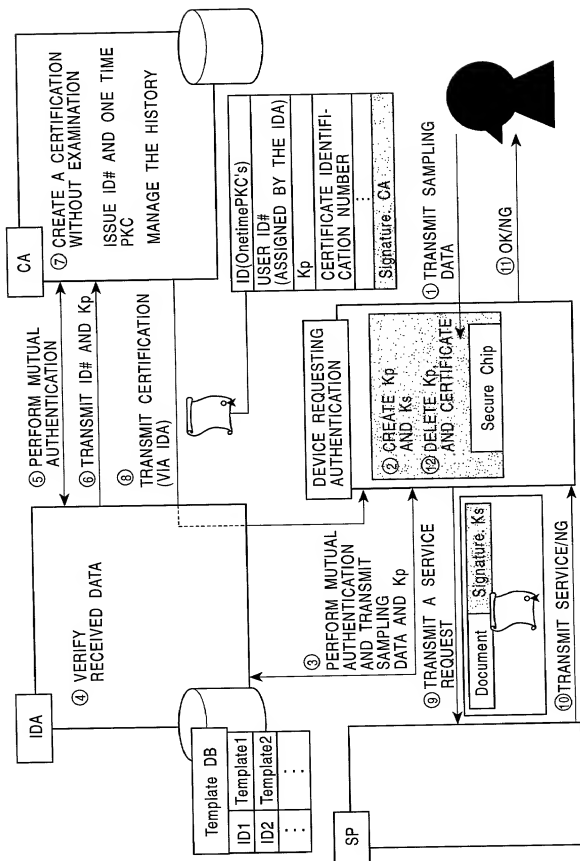 IDA
④ VERIFY
RECEIVED DATA
Template DB
ID1 Template1
ID2 Template2
: :
⑤ PERFORM MUTUAL
AUTHENTICATION
⑥ TRANSMIT ID# AND Kp
⑧ TRANSMIT CERTIFICATION
(VIA IDA)
CA
⑦ CREATE A CERTIFICATION
WITHOUT EXAMINATION
ISSUE ID# AND ONE TIME
PKC
MANAGE THE HISTORY
ID(OnetimePKC's)
USER ID#
(ASSIGNED BY THE IDA)
Kp
CERTIFICATE IDENTIFI-
CATION NUMBER
:
Signature, CA
③ PERFORM MUTUAL
AUTHENTICATION
AND TRANSMIT
SAMPLING
DATA AND Kp
DEVICE REQUESTING
AUTHENTICATION
② CREATE Kp
AND Ks
⑫ DELETE Kp,
AND CERTIFICATE
Secure Chip
① TRANSMIT SAMPLING
DATA
⑪ OK/NG
SP
⑨ TRANSMIT A SERVICE
REQUEST
Document Signature, Ks
⑩ TRANSMIT SERVICE/NG